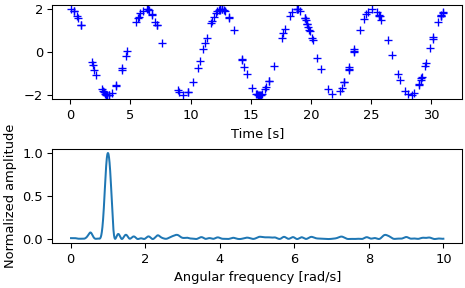 2
0
−2
0 5 10 15 20 25 30
Time [s]
Normalized amplitude
1.0
0.5
0.0
0 2 4 6 8 10
Angular frequency [rad/s]